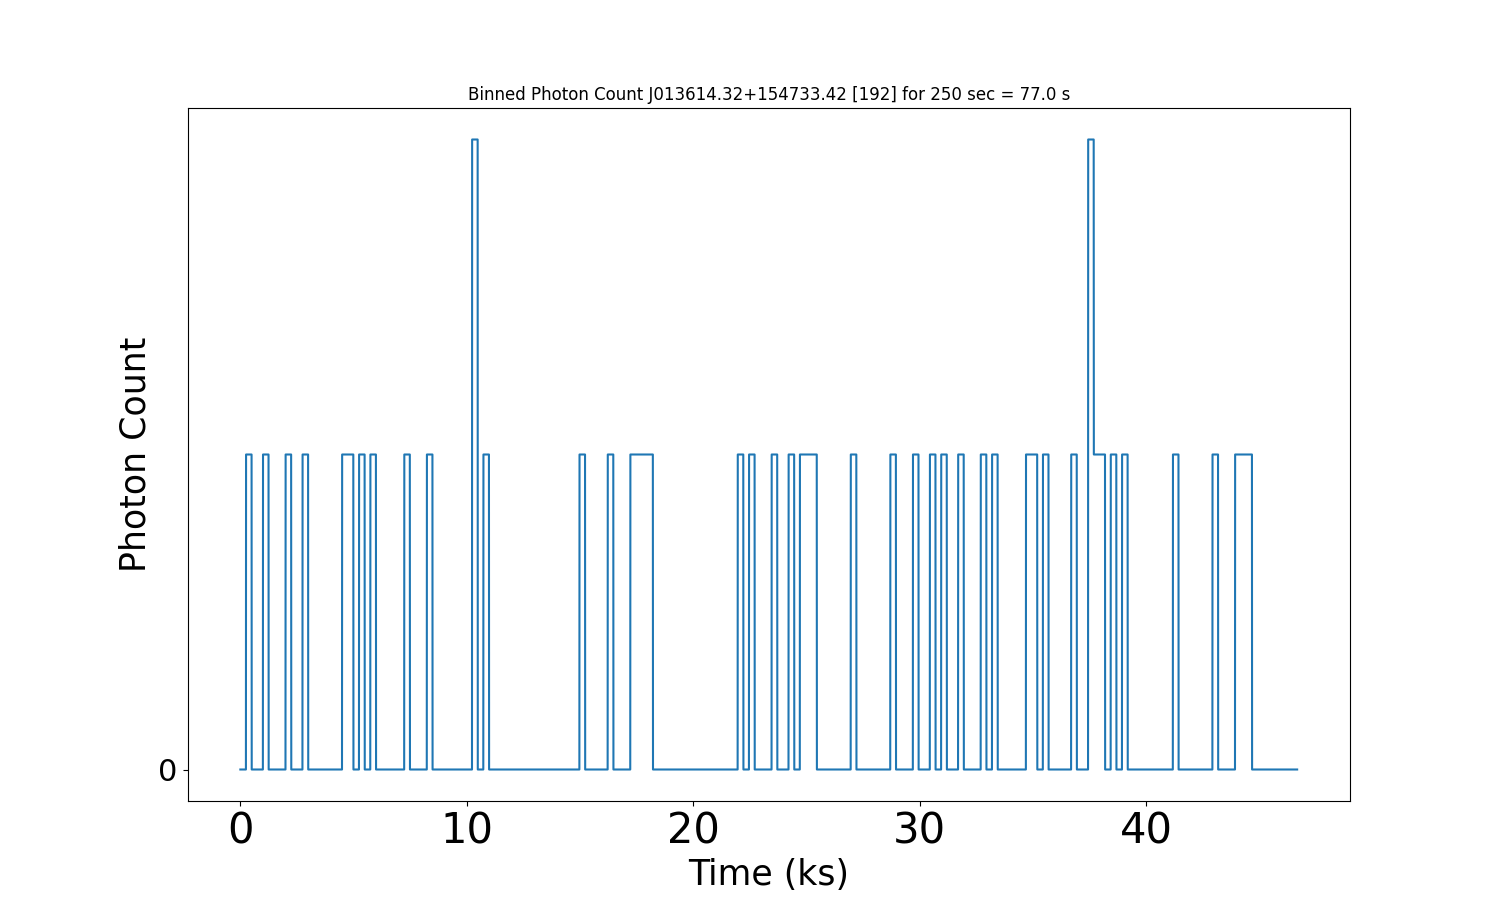 Binned Photon Count J013614.32+154733.42 [192] for 250 sec = 77.0 s
Photon Count
0
0 10 20 30 40
Time (ks)